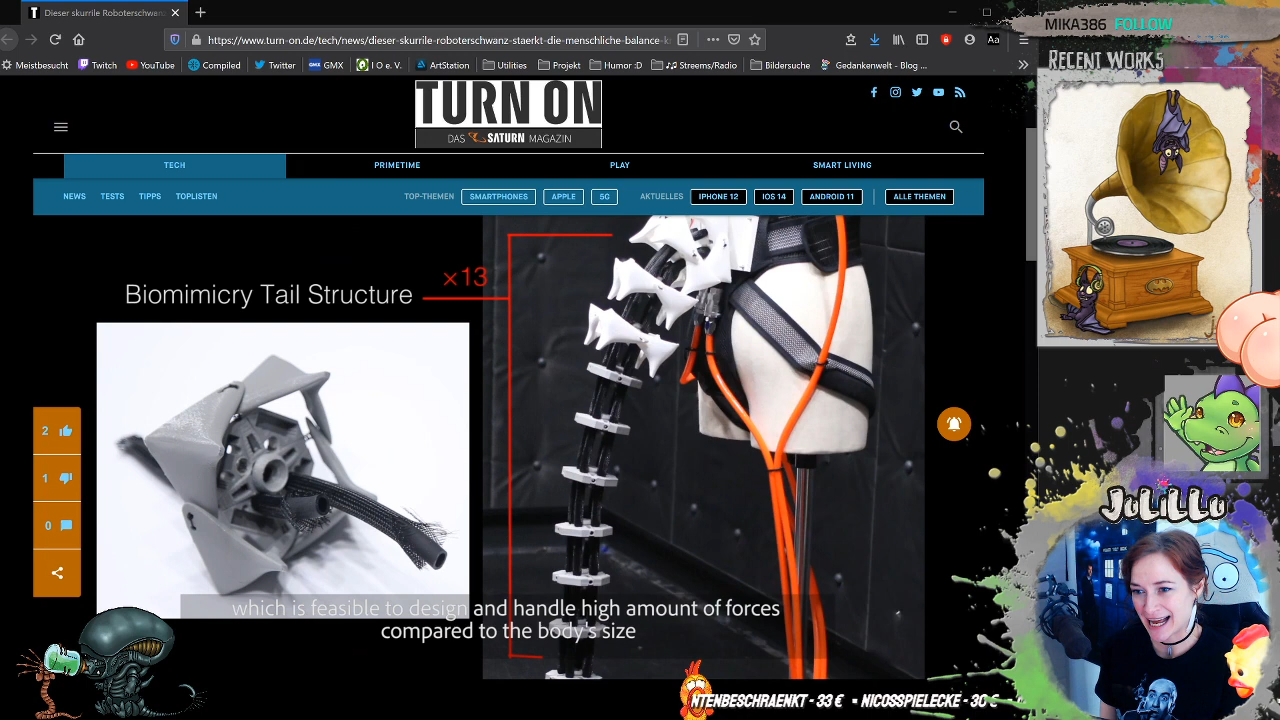 Dieser skurrile Roboterschwanz
https://www.turn-on.de/tech/news/dieser-skurrile-roboterschwanz-staerkt-die-menschliche-balance-k
Aa
Meistbesucht Twitch YouTube Compiled Twitter GMX Animation Utilities Projekt Humor :D Streams/Radio Bildersuche Gedankenwelt - Blog ...
TURN ON
DAS SATURN MAGAZIN
TECH PRIMETIME PLAY SMART LIVING
NEWS TESTS TIPPS TOPLISTEN TOP-THEMEN SMARTPHONES APPLE 5G AKTUELLES IPHONE 12 IOS 14 ANDROID 11 ALLE THEMEN
×13
Biomimicry Tail Structure
2
1
0
which is feasible to design and handle high amount of forces
compared to the body's size
NTENBESCHRAENKT - 33 € NICOSSPIELECKE - 30 €
MIKA386 FOLLOW
RECENT WORKS
JULILLU